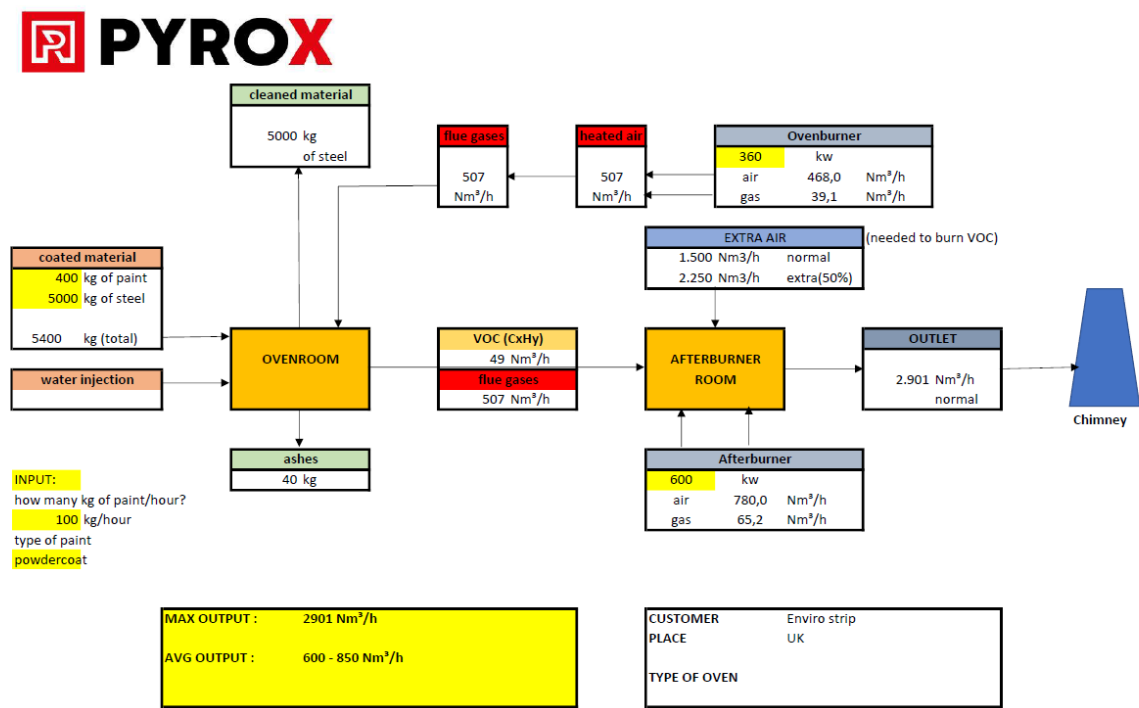 PYROX
cleaned material
5000 kg
of steel
flue gases
507
Nm³/h
heated air
507
Nm³/h
Ovenburner
360 kw
air 468,0 Nm³/h
gas 39,1 Nm³/h
EXTRA AIR (needed to burn VOC)
1.500 Nm3/h normal
2.250 Nm3/h extra(50%)
coated material
400 kg of paint
5000 kg of steel
5400 kg (total)
water injection
OVENROOM
VOC (CxHy)
49 Nm³/h
flue gases
507 Nm³/h
AFTERBURNER
ROOM
OUTLET
2.901 Nm³/h
normal
Chimney
ashes
40 kg
Afterburner
600 kw
air 780,0 Nm³/h
gas 65,2 Nm³/h
INPUT:
how many kg of paint/hour?
100 kg/hour
type of paint
powdercoat
MAX OUTPUT : 2901 Nm³/h
AVG OUTPUT : 600 - 850 Nm³/h
CUSTOMER Enviro strip
PLACE UK
TYPE OF OVEN